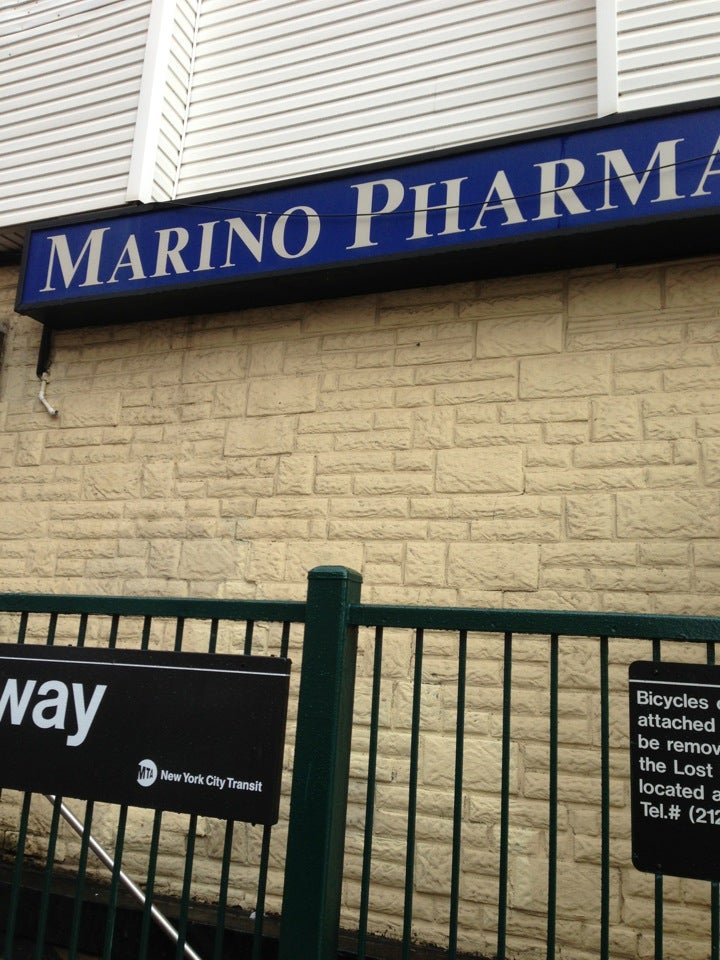 MARINO PHARMA
way
MTA New York City Transit
Bicycles
attached
be remov
the Lost
located a
Tel.# (212